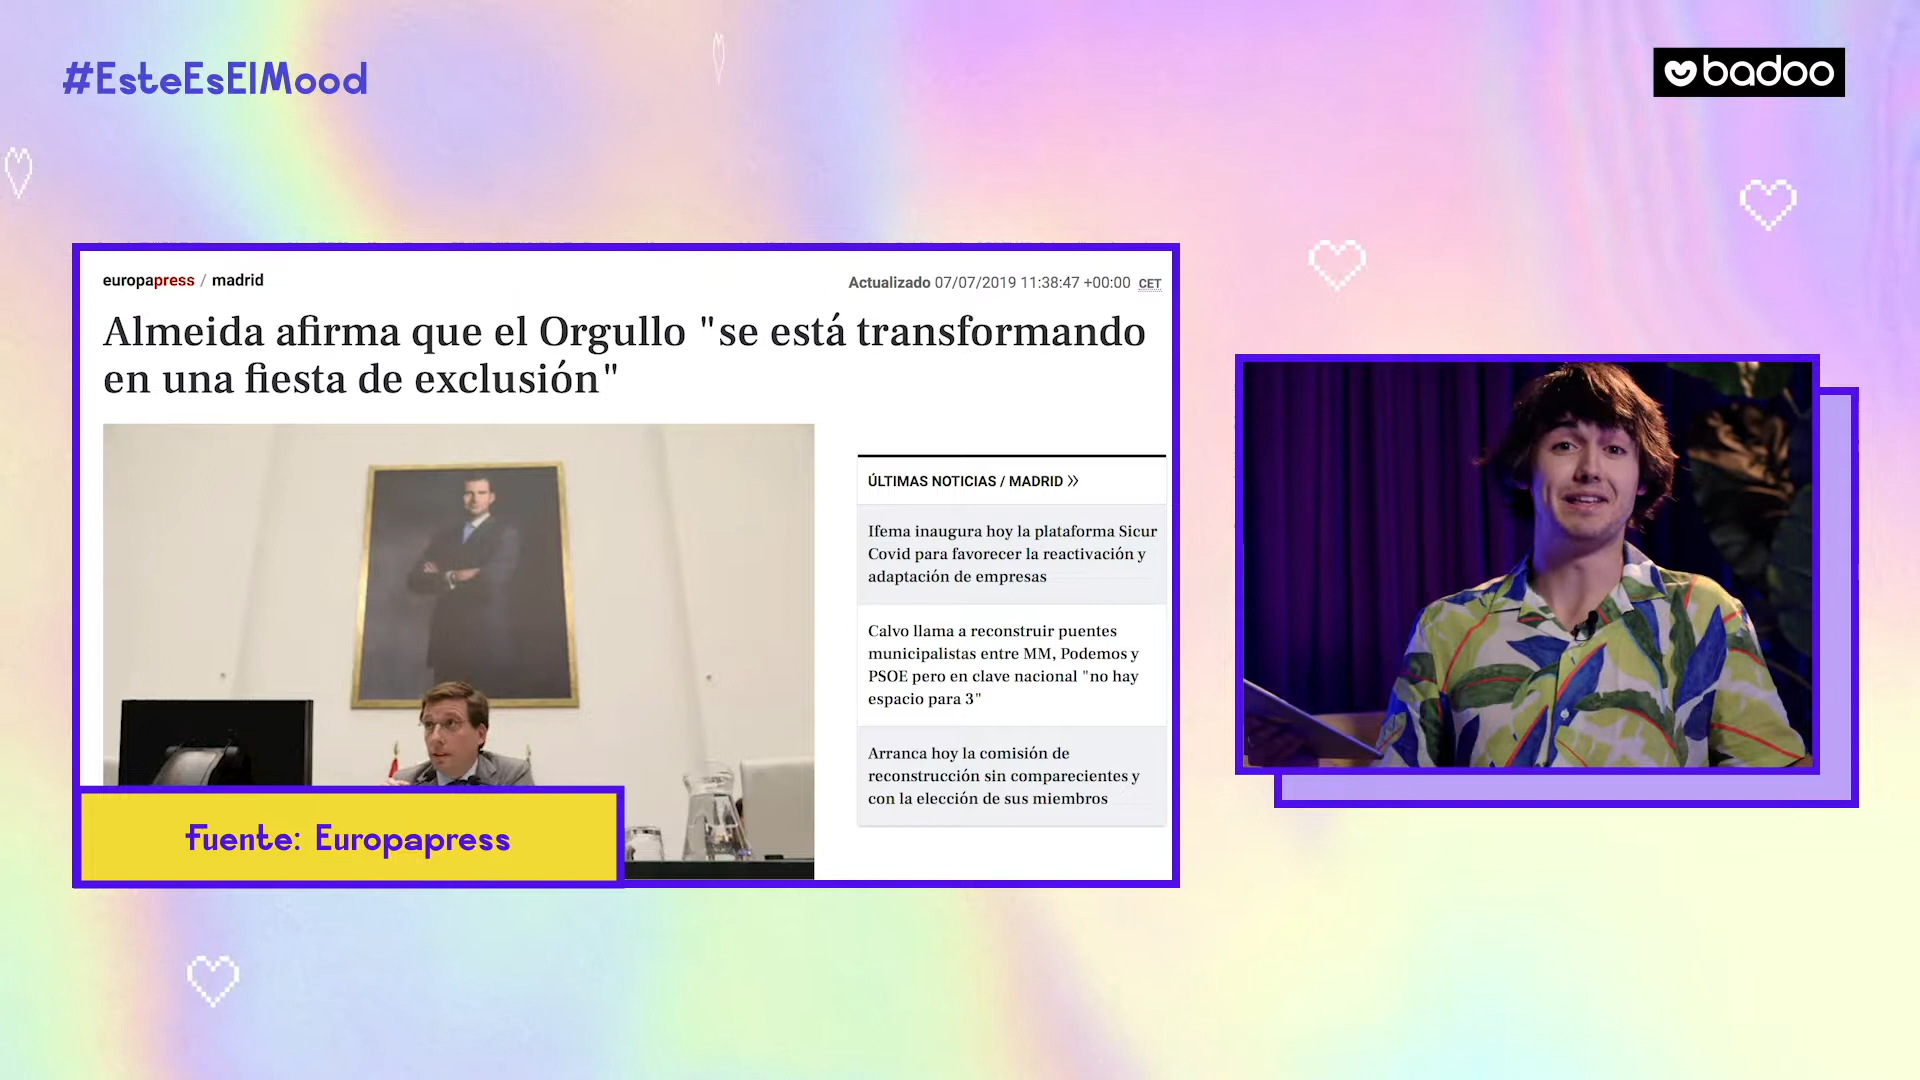 #EsteEsElMood
badoo
europapress / madrid
Actualizado 07/07/2019 11:38:47 +00:00 CET
Almeida afirma que el Orgullo "se está transformando
en una fiesta de exclusión"
ÚLTIMAS NOTICIAS / MADRID »
Ifema inaugura hoy la plataforma Sicur
Covid para favorecer la reactivación y
adaptación de empresas
Calvo llama a reconstruir puentes
municipalistas entre MM, Podemos y
PSOE pero en clave nacional "no hay
espacio para 3"
Arranca hoy la comisión de
reconstrucción sin comparecientes y
con la elección de sus miembros
Fuente: Europapress